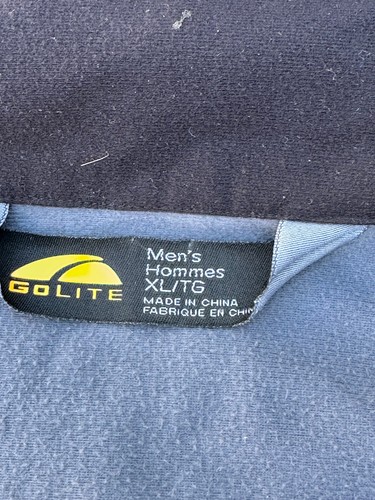 GOLITE
Men's
Hommes
XL/TG
MADE IN CHINA
FABRIQUE EN